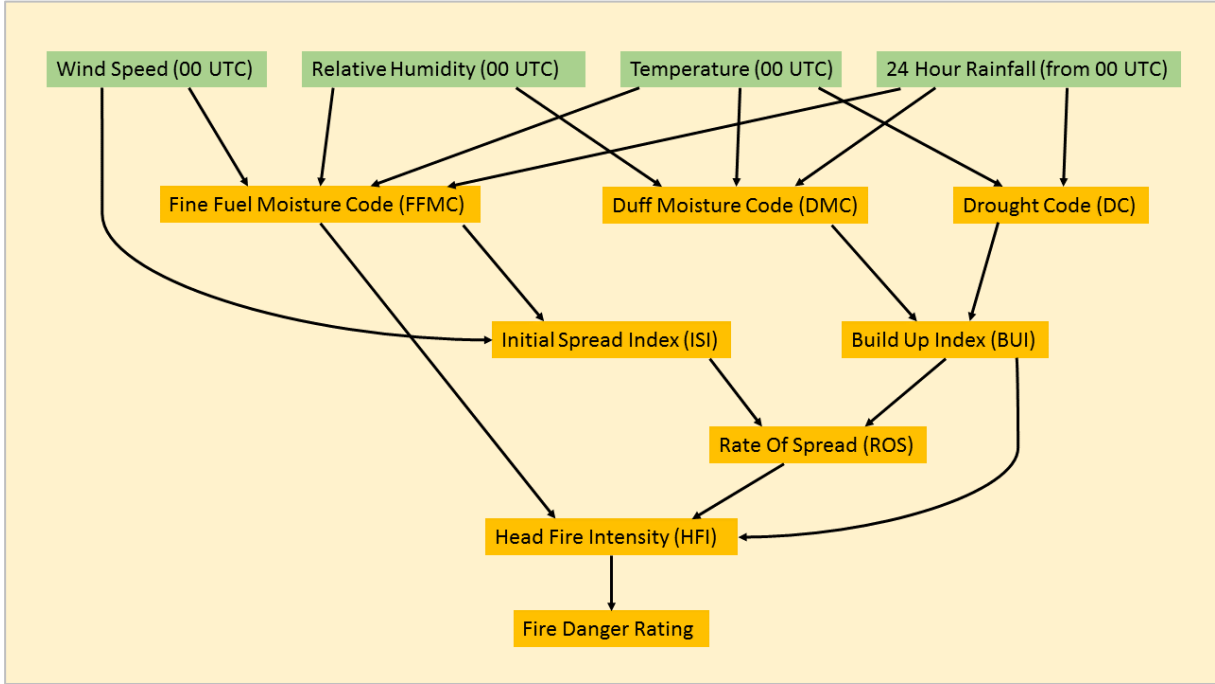 Wind Speed (00 UTC)
Relative Humidity (00 UTC)
Temperature (00 UTC)
24 Hour Rainfall (from 00 UTC)
Fine Fuel Moisture Code (FFMC)
Duff Moisture Code (DMC)
Drought Code (DC)
Initial Spread Index (ISI)
Build Up Index (BUI)
Rate Of Spread (ROS)
Head Fire Intensity (HFI)
Fire Danger Rating